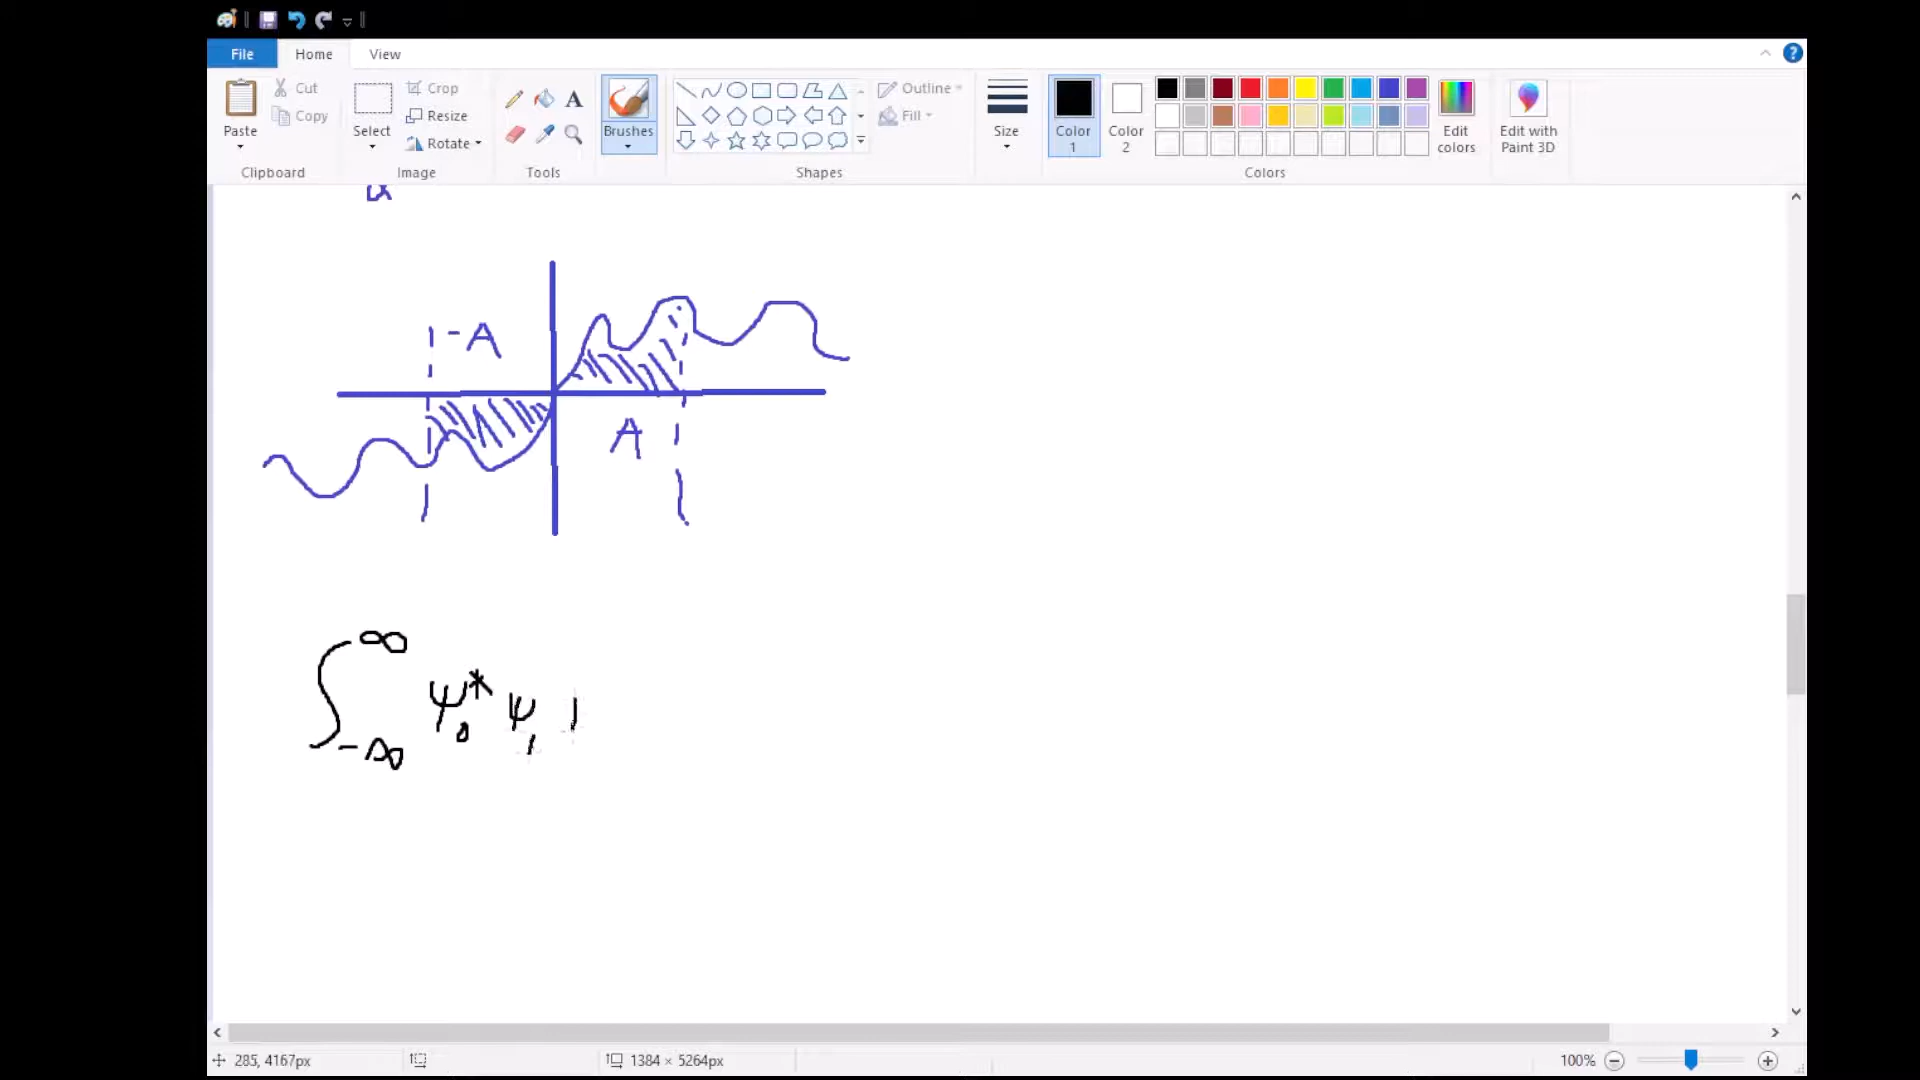 File Home View
Paste
Cut
Copy
Clipboard
Select
Crop
Resize
Rotate
Image
Tools
Brushes
Shapes
Outline
Fill
Size
Color 1
Color 2
Colors
Edit colors
Edit with Paint 3D
-A
A
∫ ∞ -∞ ψ₀* ψ₁
285, 4167px
1384 × 5264px
100%